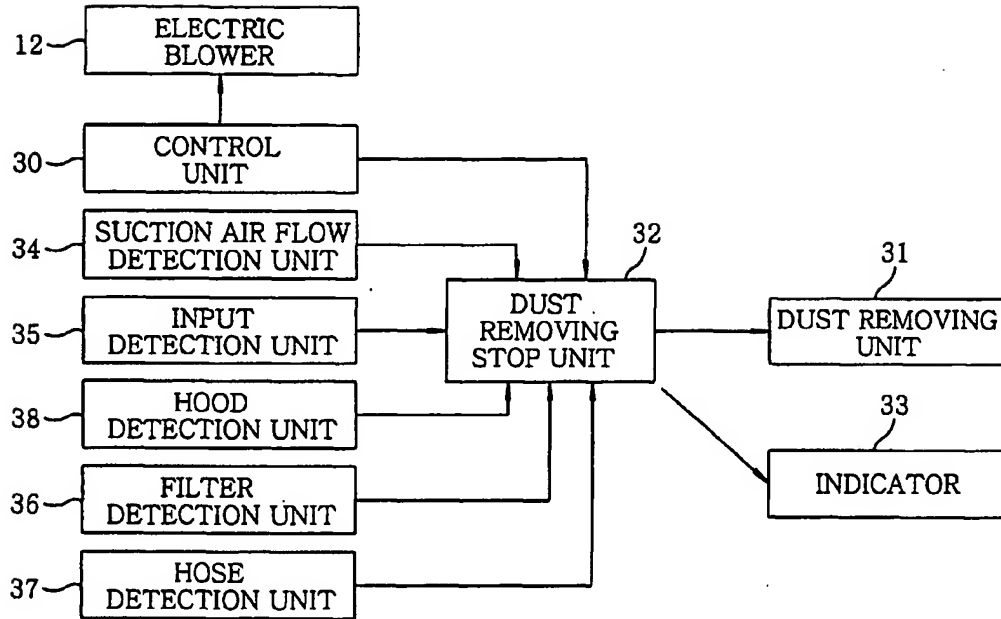 12
ELECTRIC
BLOWER
30
CONTROL
UNIT
34
SUCTION AIR FLOW
DETECTION UNIT
35
INPUT
DETECTION UNIT
38
HOOD
DETECTION UNIT
36
FILTER
DETECTION UNIT
37
HOSE
DETECTION UNIT
32
DUST
REMOVING
STOP UNIT
31
DUST REMOVING
UNIT
33
INDICATOR